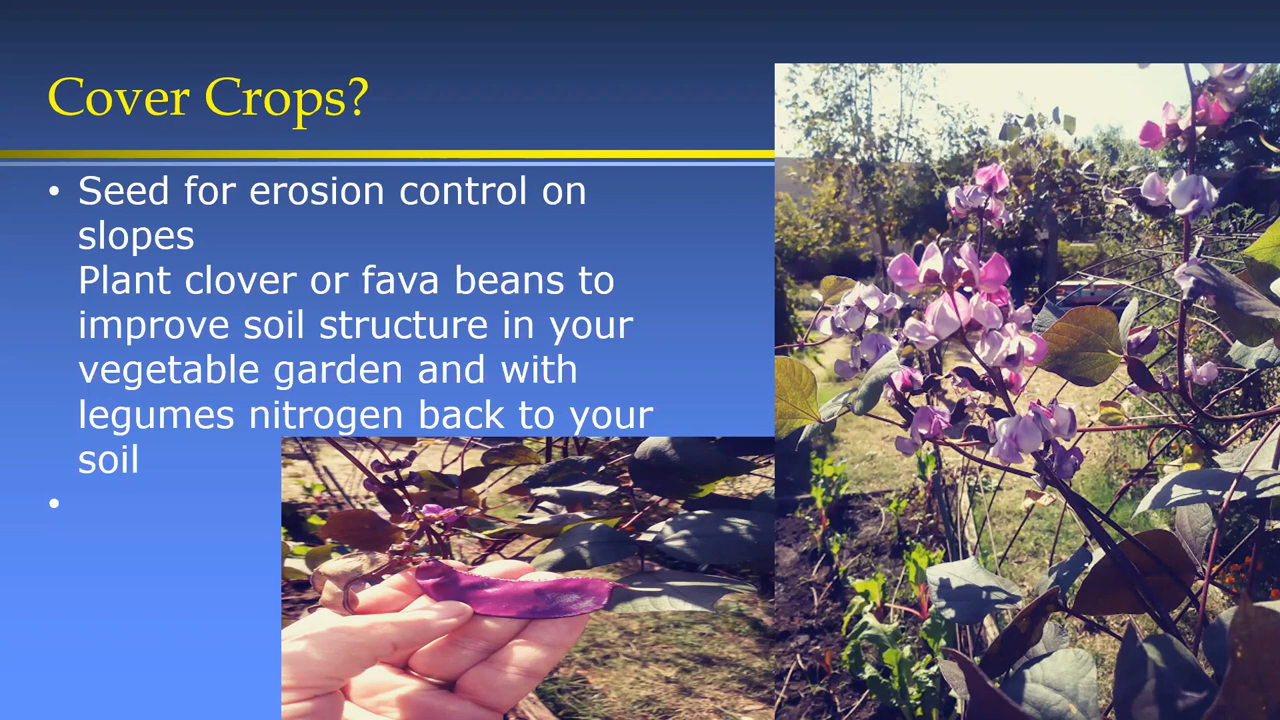 Cover Crops?
• Seed for erosion control on
slopes
Plant clover or fava beans to
improve soil structure in your
vegetable garden and with
legumes nitrogen back to your
soil
•